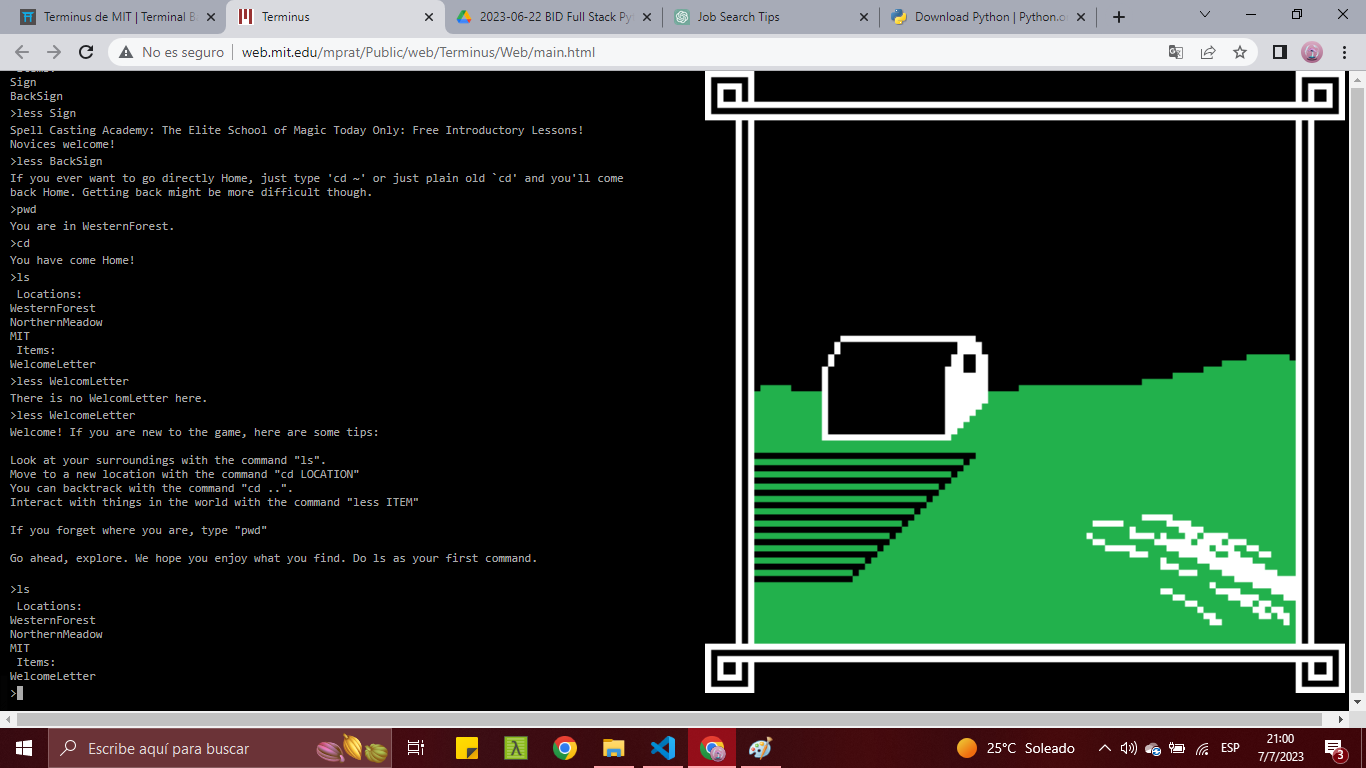 Terminus de MIT | Terminal B
Terminus
2023-06-22 BID Full Stack Py
Job Search Tips
Download Python | Python.o
No es seguro
web.mit.edu/mprat/Public/web/Terminus/Web/main.html
Items:
Sign
BackSign
>less Sign
Spell Casting Academy: The Elite School of Magic Today Only: Free Introductory Lessons!
Novices welcome!
>less BackSign
If you ever want to go directly Home, just type 'cd ~' or just plain old `cd' and you'll come
back Home. Getting back might be more difficult though.
>pwd
You are in WesternForest.
>cd
You have come Home!
>ls
Locations:
WesternForest
NorthernMeadow
MIT
Items:
WelcomeLetter
>less WelcomLetter
There is no WelcomLetter here.
>less WelcomeLetter
Welcome! If you are new to the game, here are some tips:
Look at your surroundings with the command "ls".
Move to a new location with the command "cd LOCATION"
You can backtrack with the command "cd ..".
Interact with things in the world with the command "less ITEM"
If you forget where you are, type "pwd"
Go ahead, explore. We hope you enjoy what you find. Do ls as your first command.
>ls
Locations:
WesternForest
NorthernMeadow
MIT
Items:
WelcomeLetter
>
Escribe aquí para buscar
25°C Soleado
ESP
21:00
7/7/2023
3